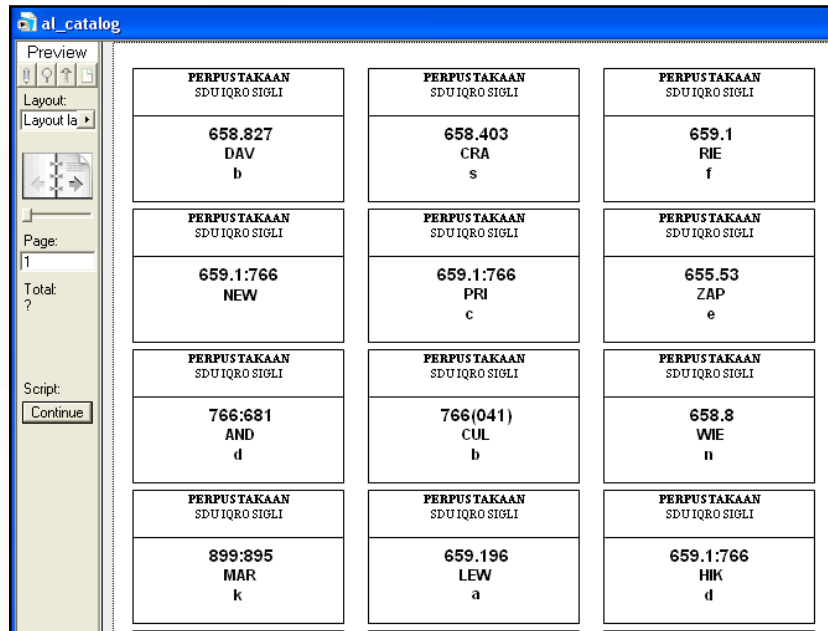 al_catalog
Preview
Layout:
Layout la
Page:
1
Total:
?
Script:
Continue
PERPUSTAKAAN
SDU IQRO SIGLI
658.827
DAV
b
PERPUSTAKAAN
SDU IQRO SIGLI
658.403
CRA
s
PERPUSTAKAAN
SDU IQRO SIGLI
659.1
RIE
f
PERPUSTAKAAN
SDU IQRO SIGLI
659.1:766
NEW
PERPUSTAKAAN
SDU IQRO SIGLI
659.1:766
PRI
c
PERPUSTAKAAN
SDU IQRO SIGLI
655.53
ZAP
e
PERPUSTAKAAN
SDU IQRO SIGLI
766:681
AND
d
PERPUSTAKAAN
SDU IQRO SIGLI
766(041)
CUL
b
PERPUSTAKAAN
SDU IQRO SIGLI
658.8
WIE
n
PERPUSTAKAAN
SDU IQRO SIGLI
899:895
MAR
k
PERPUSTAKAAN
SDU IQRO SIGLI
659.196
LEW
a
PERPUSTAKAAN
SDU IQRO SIGLI
659.1:766
HIK
d